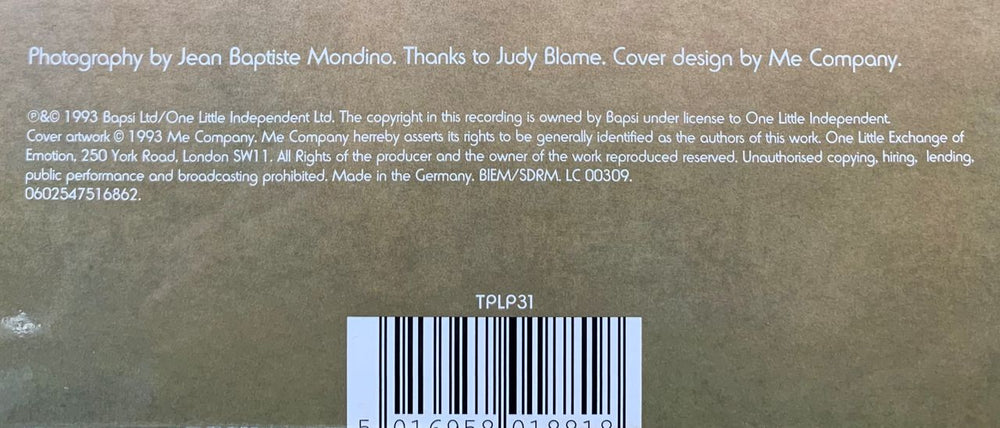 Photography by Jean Baptiste Mondino. Thanks to Judy Blame. Cover design by Me Company.
℗&© 1993 Bapsi Ltd/One Little Independent Ltd. The copyright in this recording is owned by Bapsi under license to One Little Independent.
Cover artwork © 1993 Me Company. Me Company herreby asserts its rights to be generally identified as the authors of this work. One Little Exchange of
Emotion, 250 York Road, London SW11. All Rights of the producer and the owner of the work reproduced reserved. Unauthorised copying, hiring, lending,
public performance and broadcasting prohibited. Made in the Germany. BIEM/SDRM. LC 00309.
0602547516862.
TPLP31
5 016958 018818